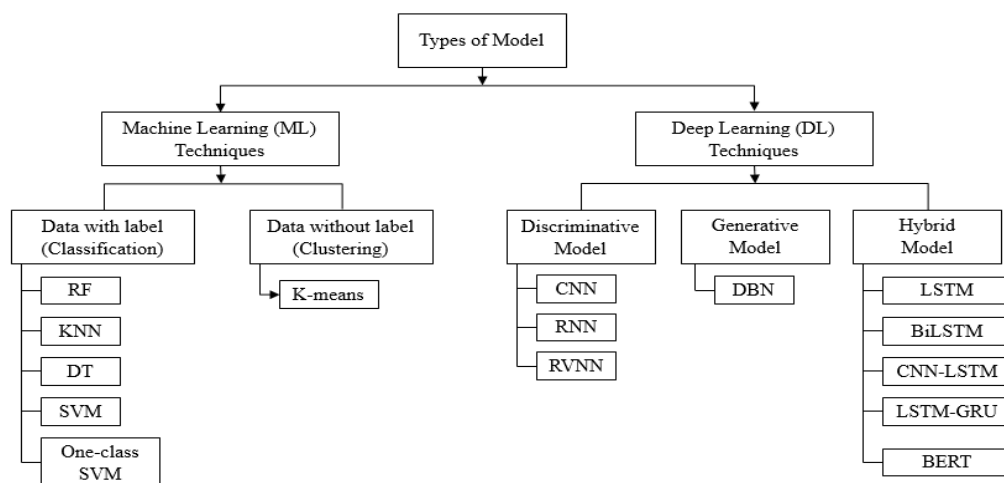 Types of Model
Machine Learning (ML)
Techniques
Deep Learning (DL)
Techniques
Data with label
(Classification)
Data without label
(Clustering)
Discriminative
Model
Generative
Model
Hybrid
Model
RF
KNN
DT
SVM
One-class
SVM
K-means
CNN
RNN
RVNN
DBN
LSTM
BiLSTM
CNN-LSTM
LSTM-GRU
BERT